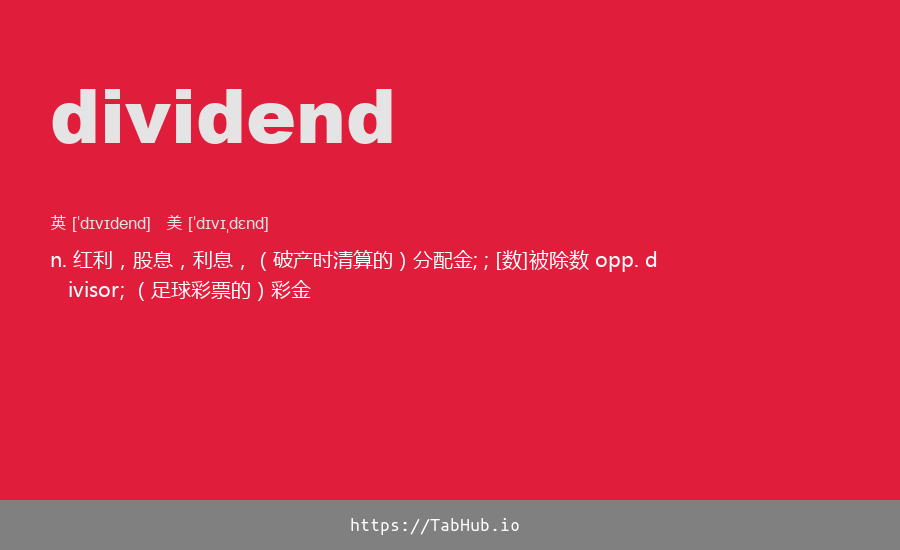 dividend
英 [ˈdɪvɪdend]   美 [ˈdɪvɪˌdɛnd]
n. 红利，股息，利息，（破产时清算的）分配金; ; [数]被除数 opp. d
ivisor; （足球彩票的）彩金
https://TabHub.io